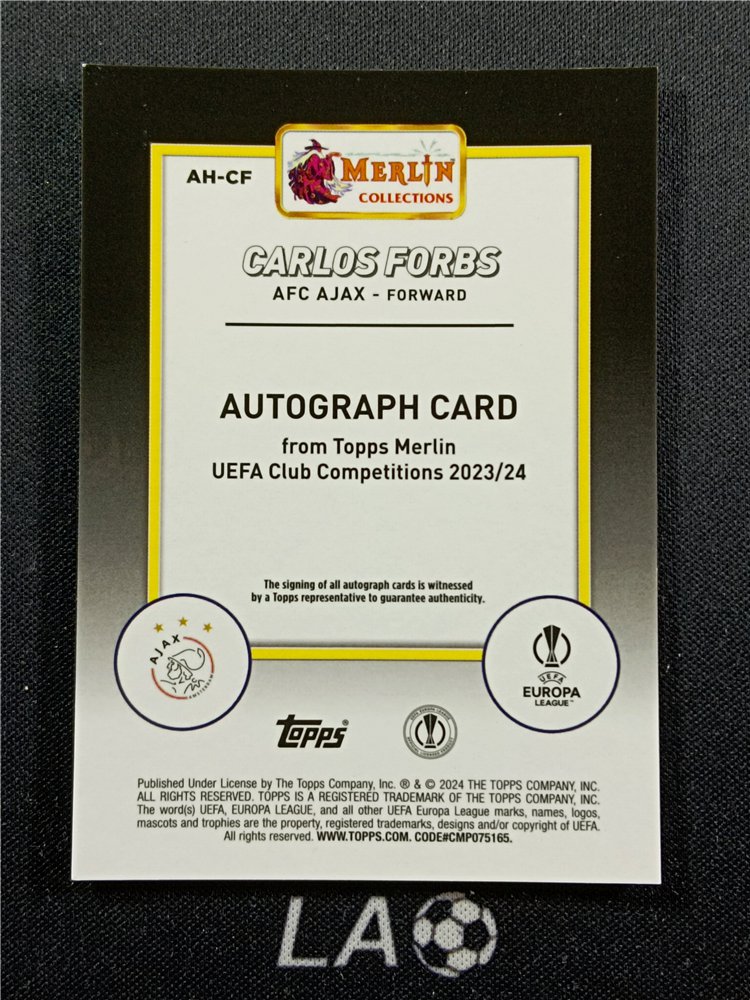 AH-CF
MERLIN™
COLLECTIONS
CARLOS FORBS
AFC AJAX - FORWARD
AUTOGRAPH CARD
from Topps Merlin
UEFA Club Competitions 2023/24
The signing of all autograph cards is witnessed
by a Topps representative to guarantee authenticity.
AJAX
AMSTERDAM
UEFA
EUROPA
LEAGUE™
Topps®
Published Under License by The Topps Company, Inc. ® & © 2024 THE TOPPS COMPANY, INC.
ALL RIGHTS RESERVED. TOPPS IS A REGISTERED TRADEMARK OF THE TOPPS COMPANY, INC.
The word(s) UEFA, EUROPA LEAGUE, and all other UEFA Europa League marks, names, logos,
mascots and trophies are the property, registered trademarks, designs and/or copyright of UEFA.
All rights reserved. WWW.TOPPS.COM. CODE#CMP075165.
LA